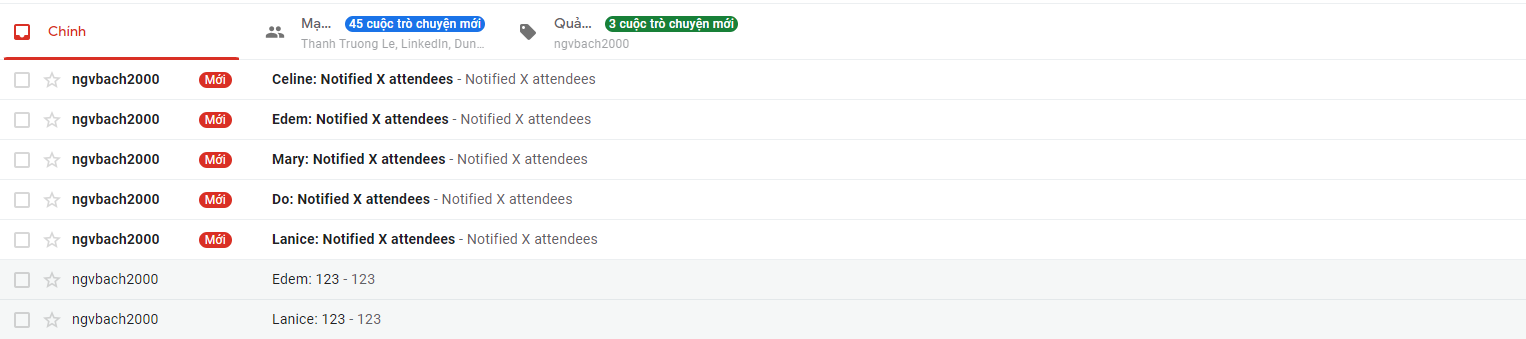 Chính
Mạ... 45 cuộc trò chuyện mới
Thanh Truong Le, LinkedIn, Dun...
Quả... 3 cuộc trò chuyện mới
ngvbach2000
ngvbach2000 Mới Celine: Notified X attendees - Notified X attendees
ngvbach2000 Mới Edem: Notified X attendees - Notified X attendees
ngvbach2000 Mới Mary: Notified X attendees - Notified X attendees
ngvbach2000 Mới Do: Notified X attendees - Notified X attendees
ngvbach2000 Mới Lanice: Notified X attendees - Notified X attendees
ngvbach2000 Edem: 123 - 123
ngvbach2000 Lanice: 123 - 123